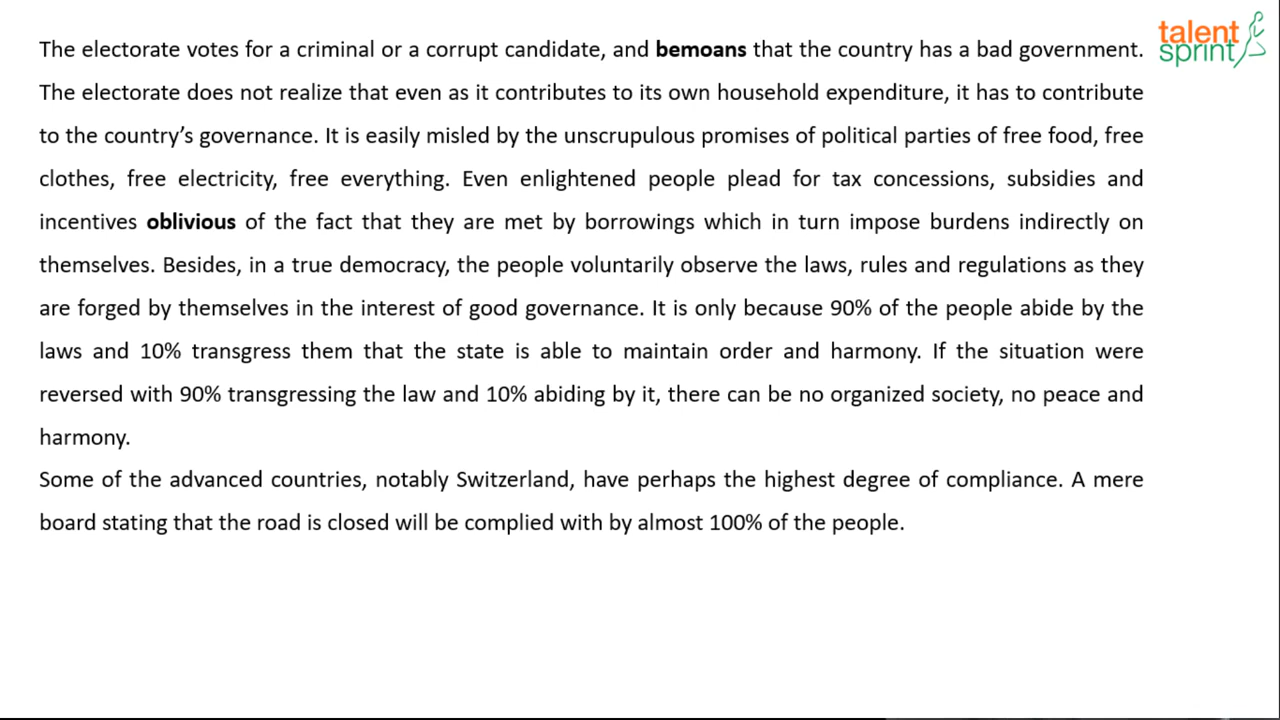 talent
sprint
The electorate votes for a criminal or a corrupt candidate, and bemoans that the country has a bad government.
The electorate does not realize that even as it contributes to its own household expenditure, it has to contribute
to the country’s governance. It is easily misled by the unscrupulous promises of political parties of free food, free
clothes, free electricity, free everything. Even enlightened people plead for tax concessions, subsidies and
incentives oblivious of the fact that they are met by borrowings which in turn impose burdens indirectly on
themselves. Besides, in a true democracy, the people voluntarily observe the laws, rules and regulations as they
are forged by themselves in the interest of good governance. It is only because 90% of the people abide by the
laws and 10% transgress them that the state is able to maintain order and harmony. If the situation were
reversed with 90% transgressing the law and 10% abiding by it, there can be no organized society, no peace and
harmony.
Some of the advanced countries, notably Switzerland, have perhaps the highest degree of compliance. A mere
board stating that the road is closed will be complied with by almost 100% of the people.